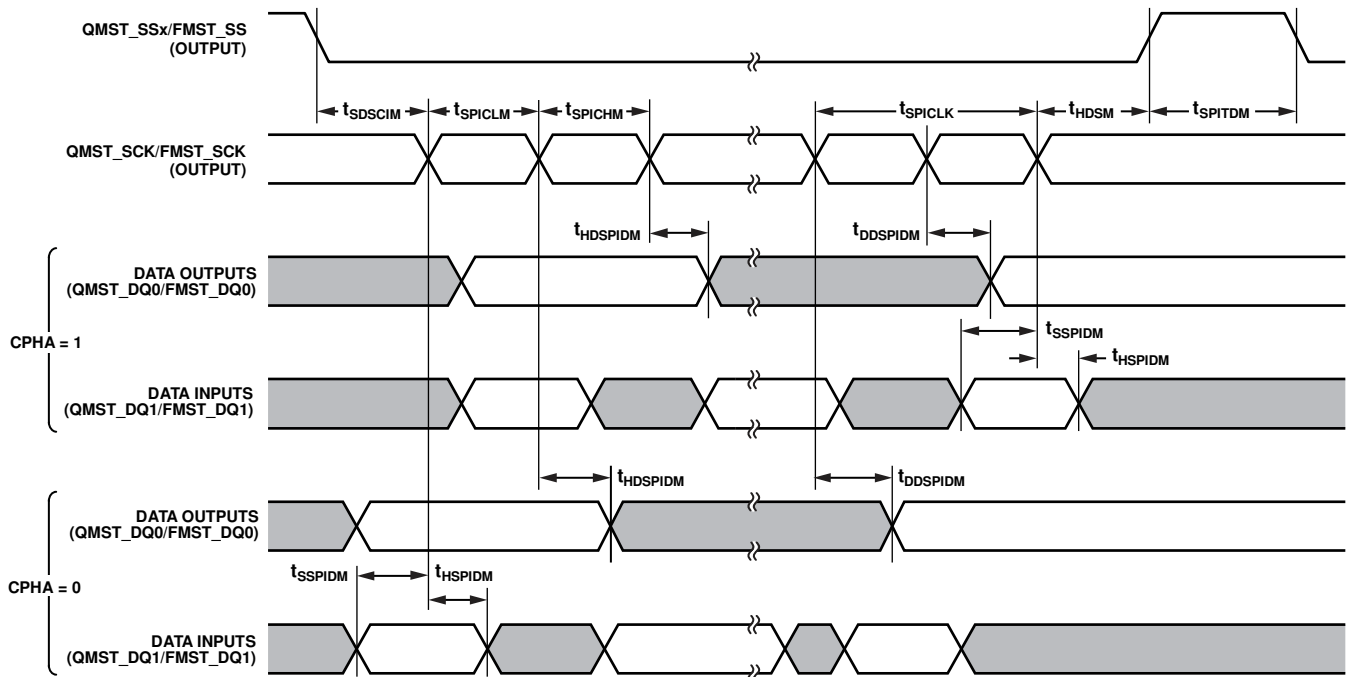 QMST_SSx/FMST_SS
(OUTPUT)
tSDSCIM
tSPICLM
tSPICHM
tSPICLK
tHDSM
tSPITDM
QMST_SCK/FMST_SCK
(OUTPUT)
tHDSPIDM
tDDSPIDM
DATA OUTPUTS
(QMST_DQ0/FMST_DQ0)
CPHA = 1
tSSPIDM
tHSPIDM
DATA INPUTS
(QMST_DQ1/FMST_DQ1)
tHDSPIDM
tDDSPIDM
DATA OUTPUTS
(QMST_DQ0/FMST_DQ0)
CPHA = 0
tSSPIDM
tHSPIDM
DATA INPUTS
(QMST_DQ1/FMST_DQ1)